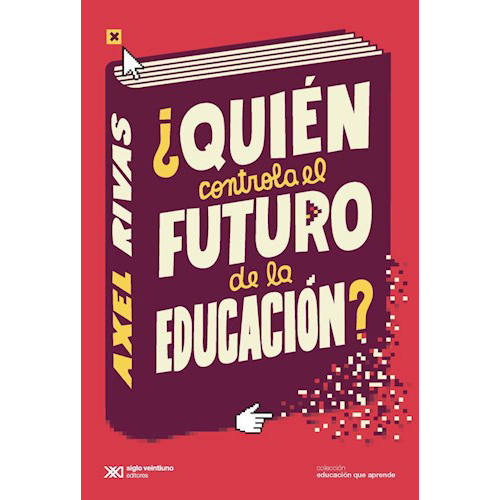 ¿QUIÉN
controla el
FUTURO
de la
EDUCACIÓN?
AXEL RIVAS
siglo veintiuno
editores
colección
educación que aprende